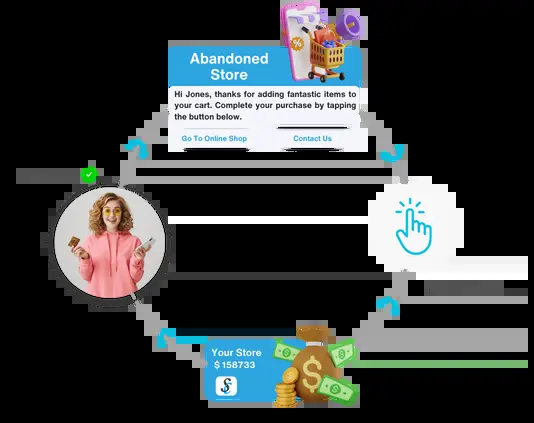 Abandoned
Store
Hi Jones, thanks for adding fantastic items to
your cart. Complete your purchase by tapping
the button below.
Go To Online Shop
Contact Us
Your Store
$158733